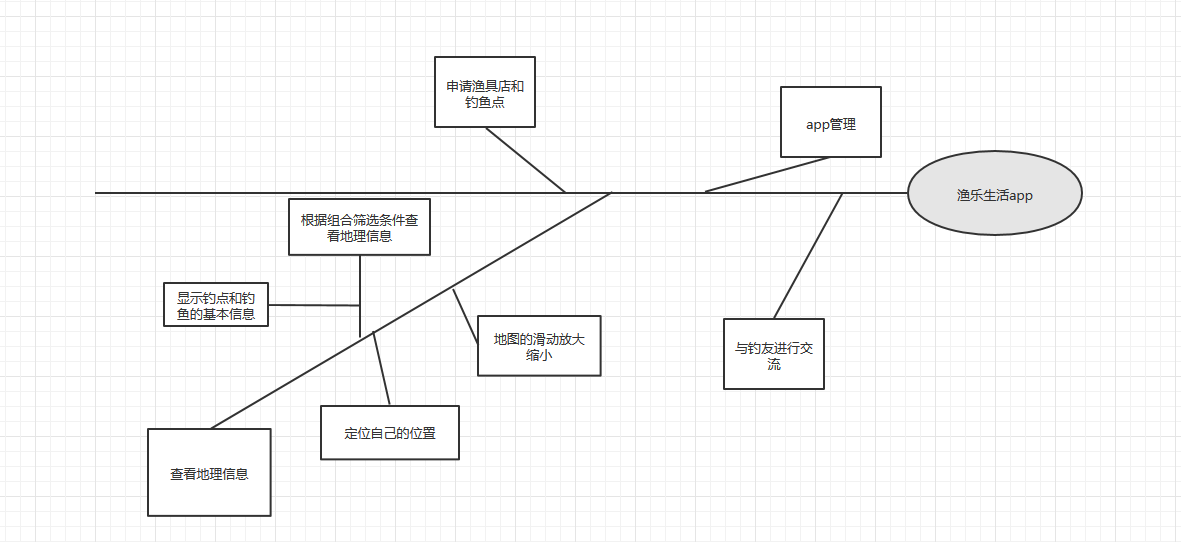 申请渔具店和
钓鱼点
app管理
渔乐生活app
根据组合筛选条件查
看地理信息
显示钓点和钓
鱼的基本信息
地图的滑动放大
缩小
与钓友进行交
流
定位自己的位置
查看地理信息